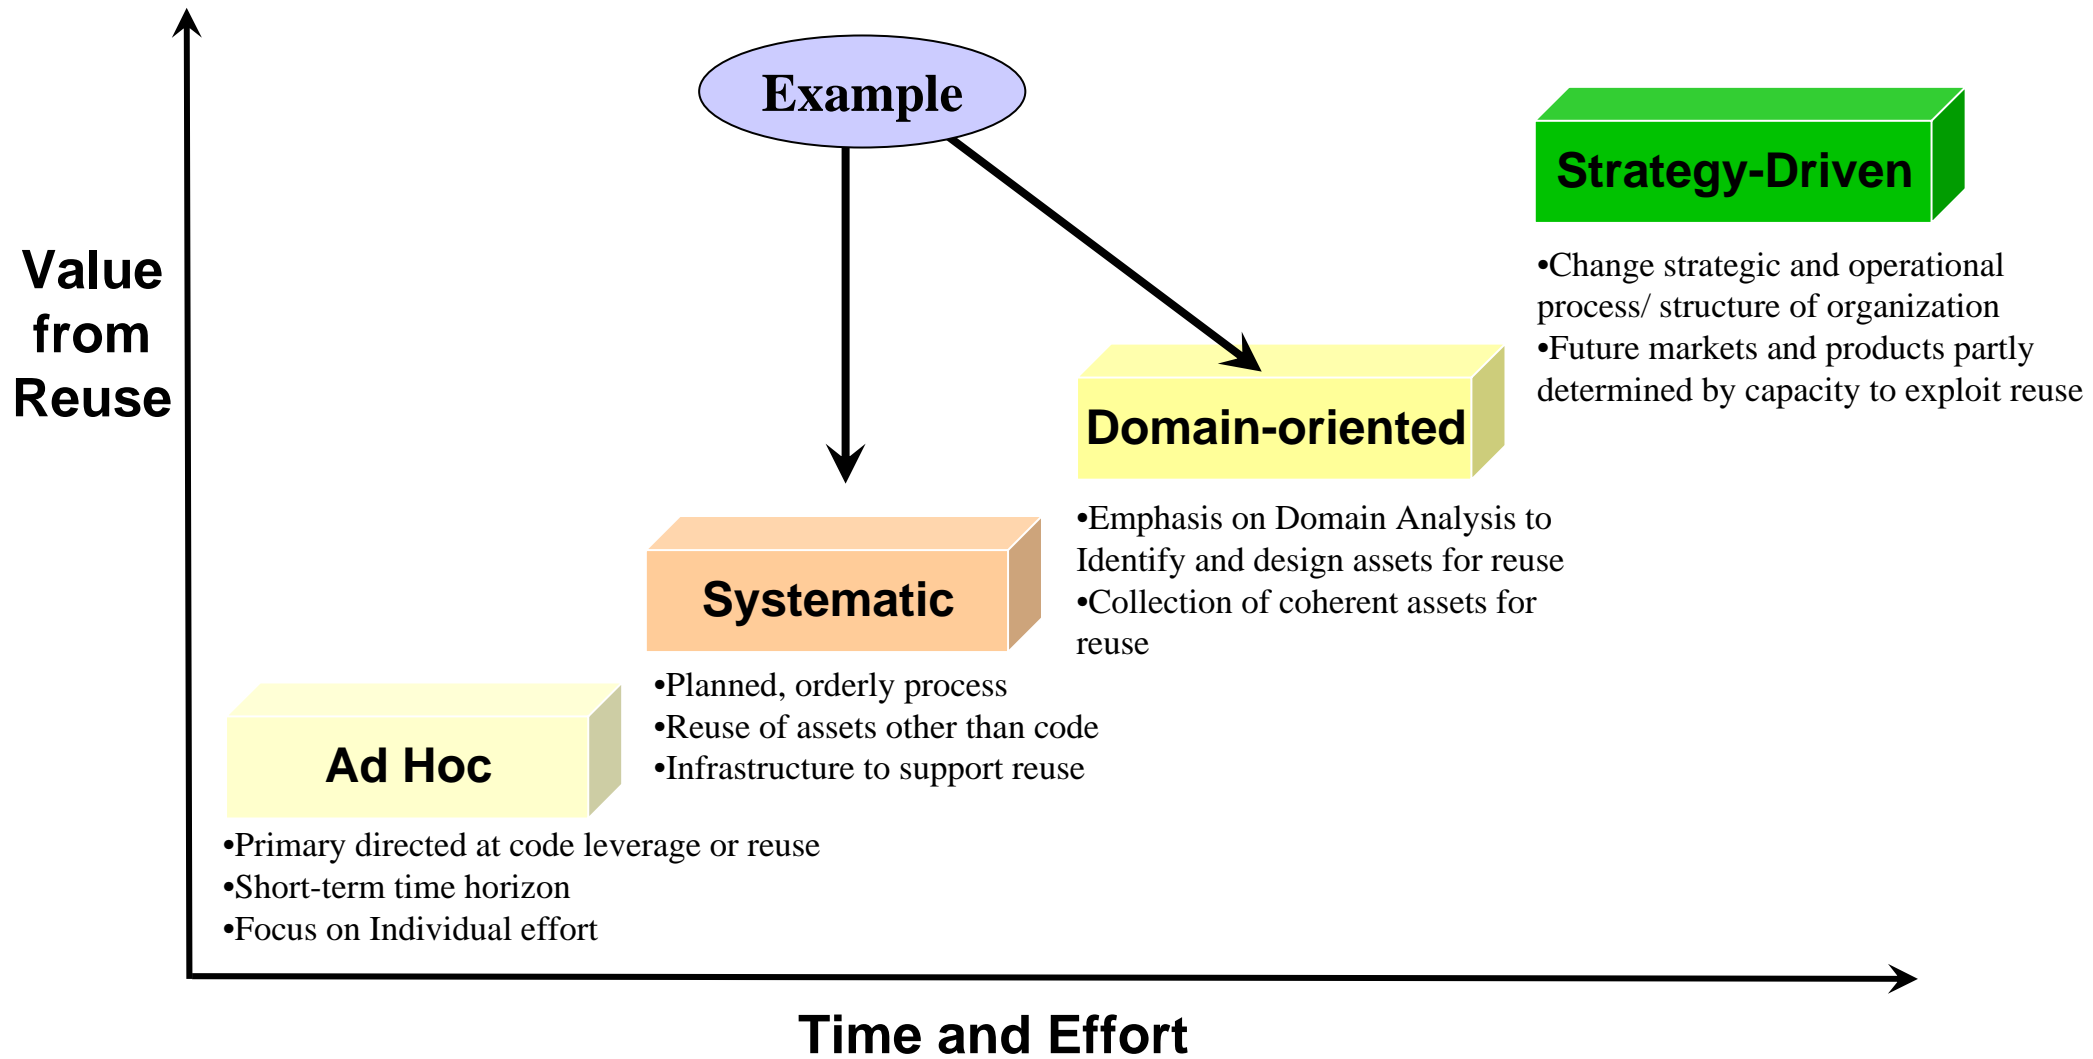 Example
Strategy-Driven
•Change strategic and operational
process/ structure of organization
•Future markets and products partly
determined by capacity to exploit reuse
Value
from
Reuse
Domain-oriented
•Emphasis on Domain Analysis to
Identify and design assets for reuse
•Collection of coherent assets for
reuse
Systematic
•Planned, orderly process
•Reuse of assets other than code
•Infrastructure to support reuse
Ad Hoc
•Primary directed at code leverage or reuse
•Short-term time horizon
•Focus on Individual effort
Time and Effort